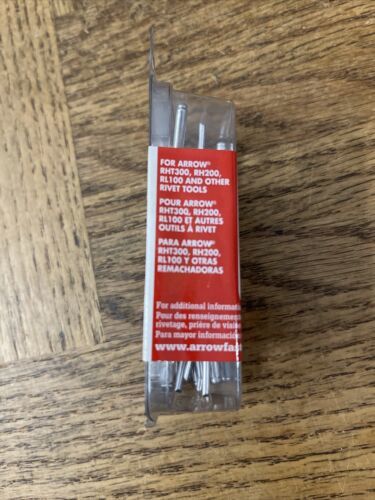 FOR ARROW®
RHT300, RH200,
RL100 AND OTHER
RIVET TOOLS
POUR ARROW®
RHT300, RH200,
RL100 ET AUTRES
OUTILS À RIVET
PARA ARROW®
RHT300, RH200,
RL100 Y OTRAS
REMACHADORAS
For additional informati
Pour des renseignemen
rivetage, prière de visite
Para mayor información
www.arrowfas